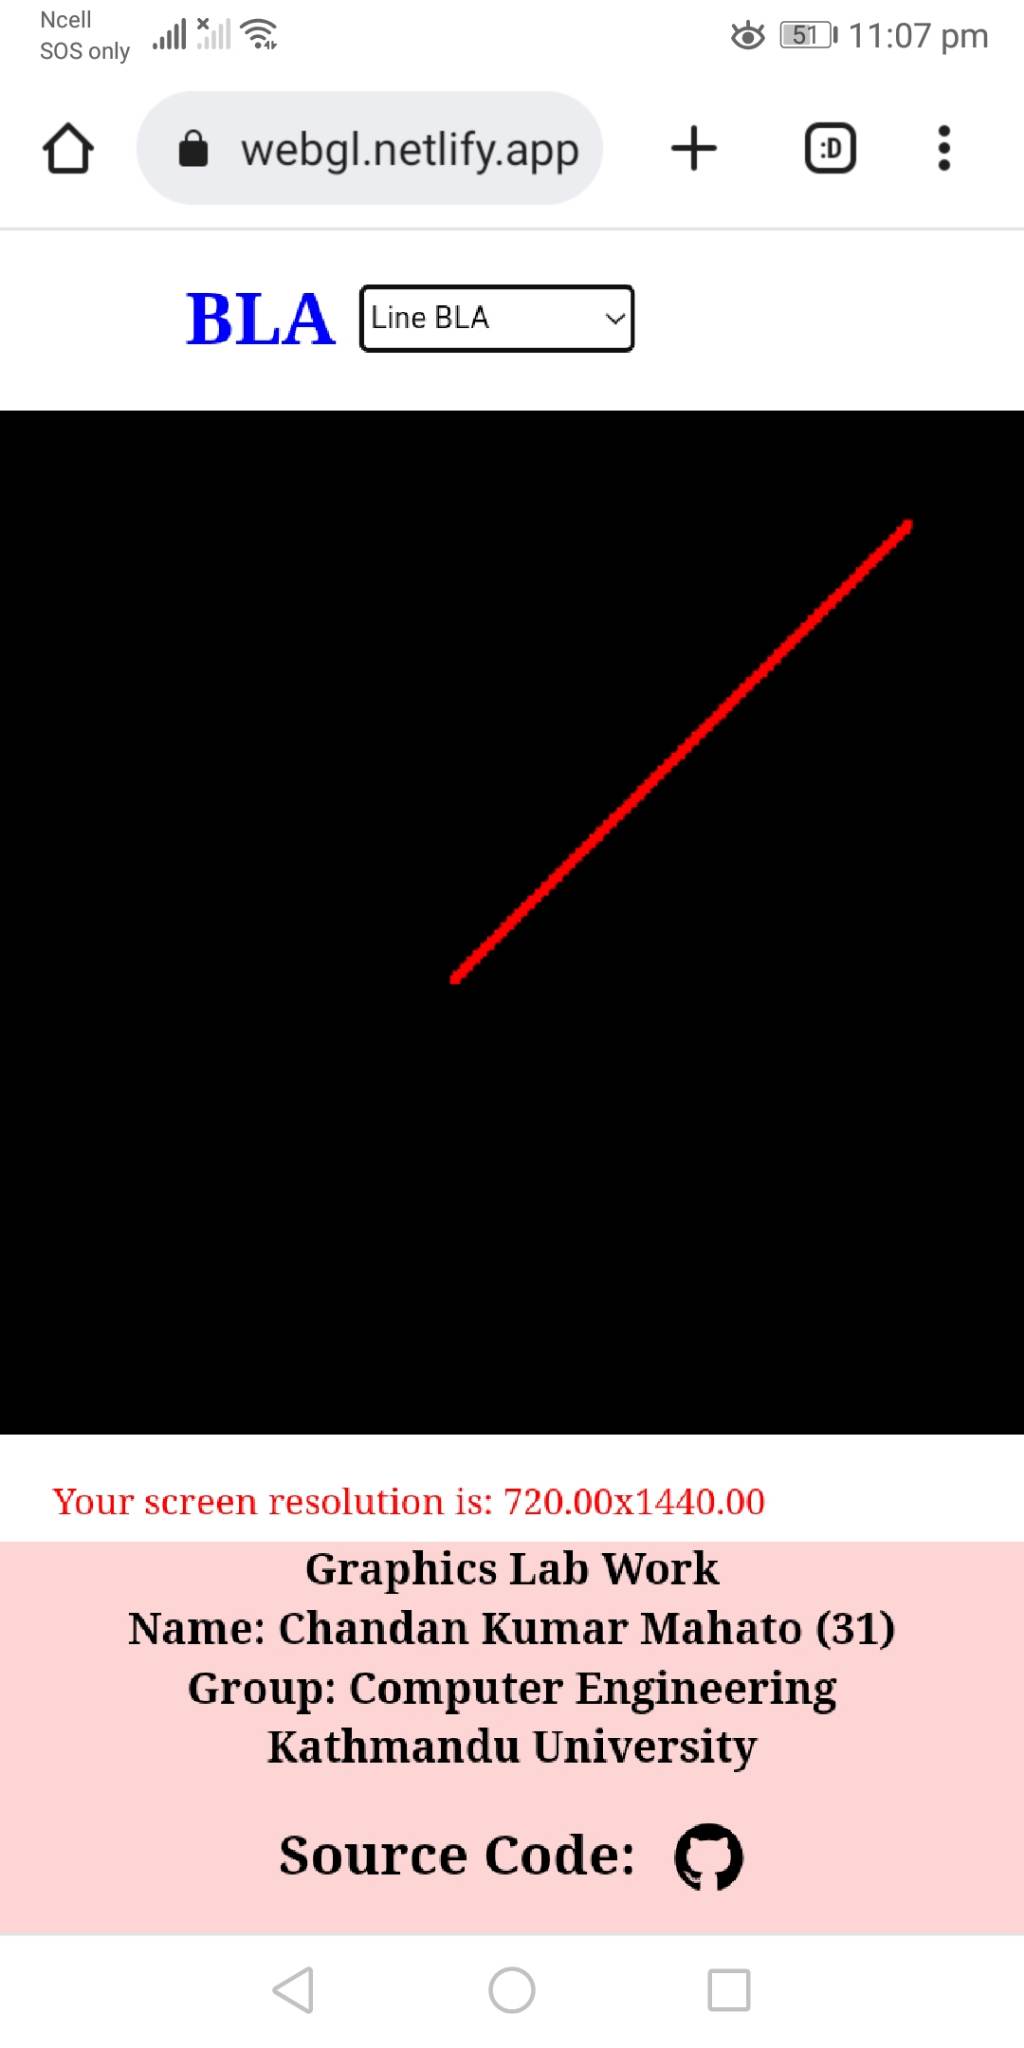 Ncell
SOS only
51 11:07 pm
webgl.netlify.app
:D
BLA
Line BLA
Your screen resolution is: 720.00x1440.00
Graphics Lab Work
Name: Chandan Kumar Mahato (31)
Group: Computer Engineering
Kathmandu University
Source Code: